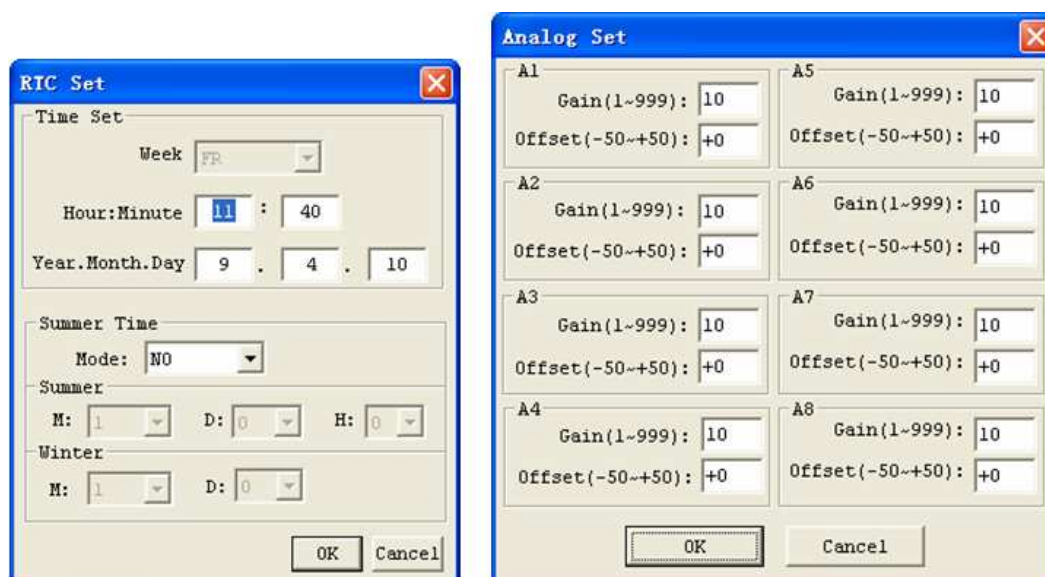 RTC Set
Time Set
Week FR
Hour:Minute 11 : 40
Year.Month.Day 9 . 4 . 10
Summer Time
Mode: NO
Summer
M: 1 D: 0 H: 0
Winter
M: 1 D: 0
OK Cancel
Analog Set
A1
Gain(1~999): 10
Offset(-50~+50): +0
A5
Gain(1~999): 10
Offset(-50~+50): +0
A2
Gain(1~999): 10
Offset(-50~+50): +0
A6
Gain(1~999): 10
Offset(-50~+50): +0
A3
Gain(1~999): 10
Offset(-50~+50): +0
A7
Gain(1~999): 10
Offset(-50~+50): +0
A4
Gain(1~999): 10
Offset(-50~+50): +0
A8
Gain(1~999): 10
Offset(-50~+50): +0
OK Cancel